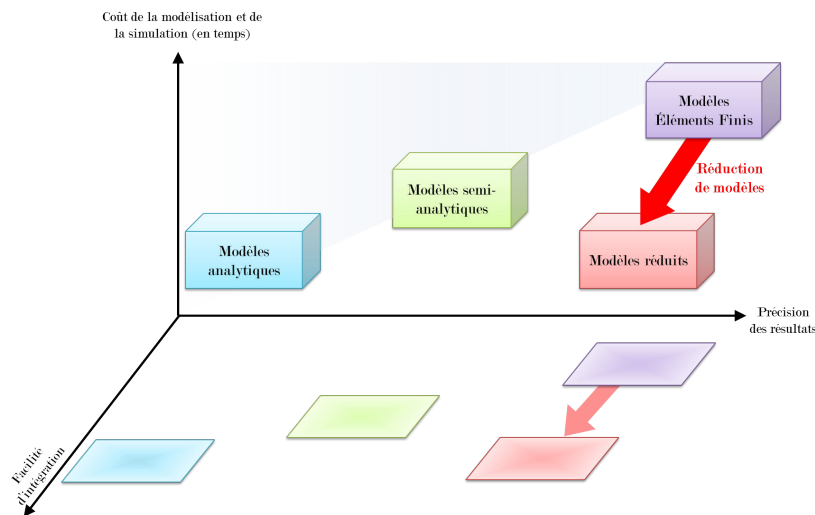 Coût de la modélisation et de
la simulation (en temps)
Modèles
Éléments Finis
Réduction
de modèles
Modèles semi-
analytiques
Modèles
analytiques
Modèles réduits
Précision
des résultats
Facilité
d'intégration